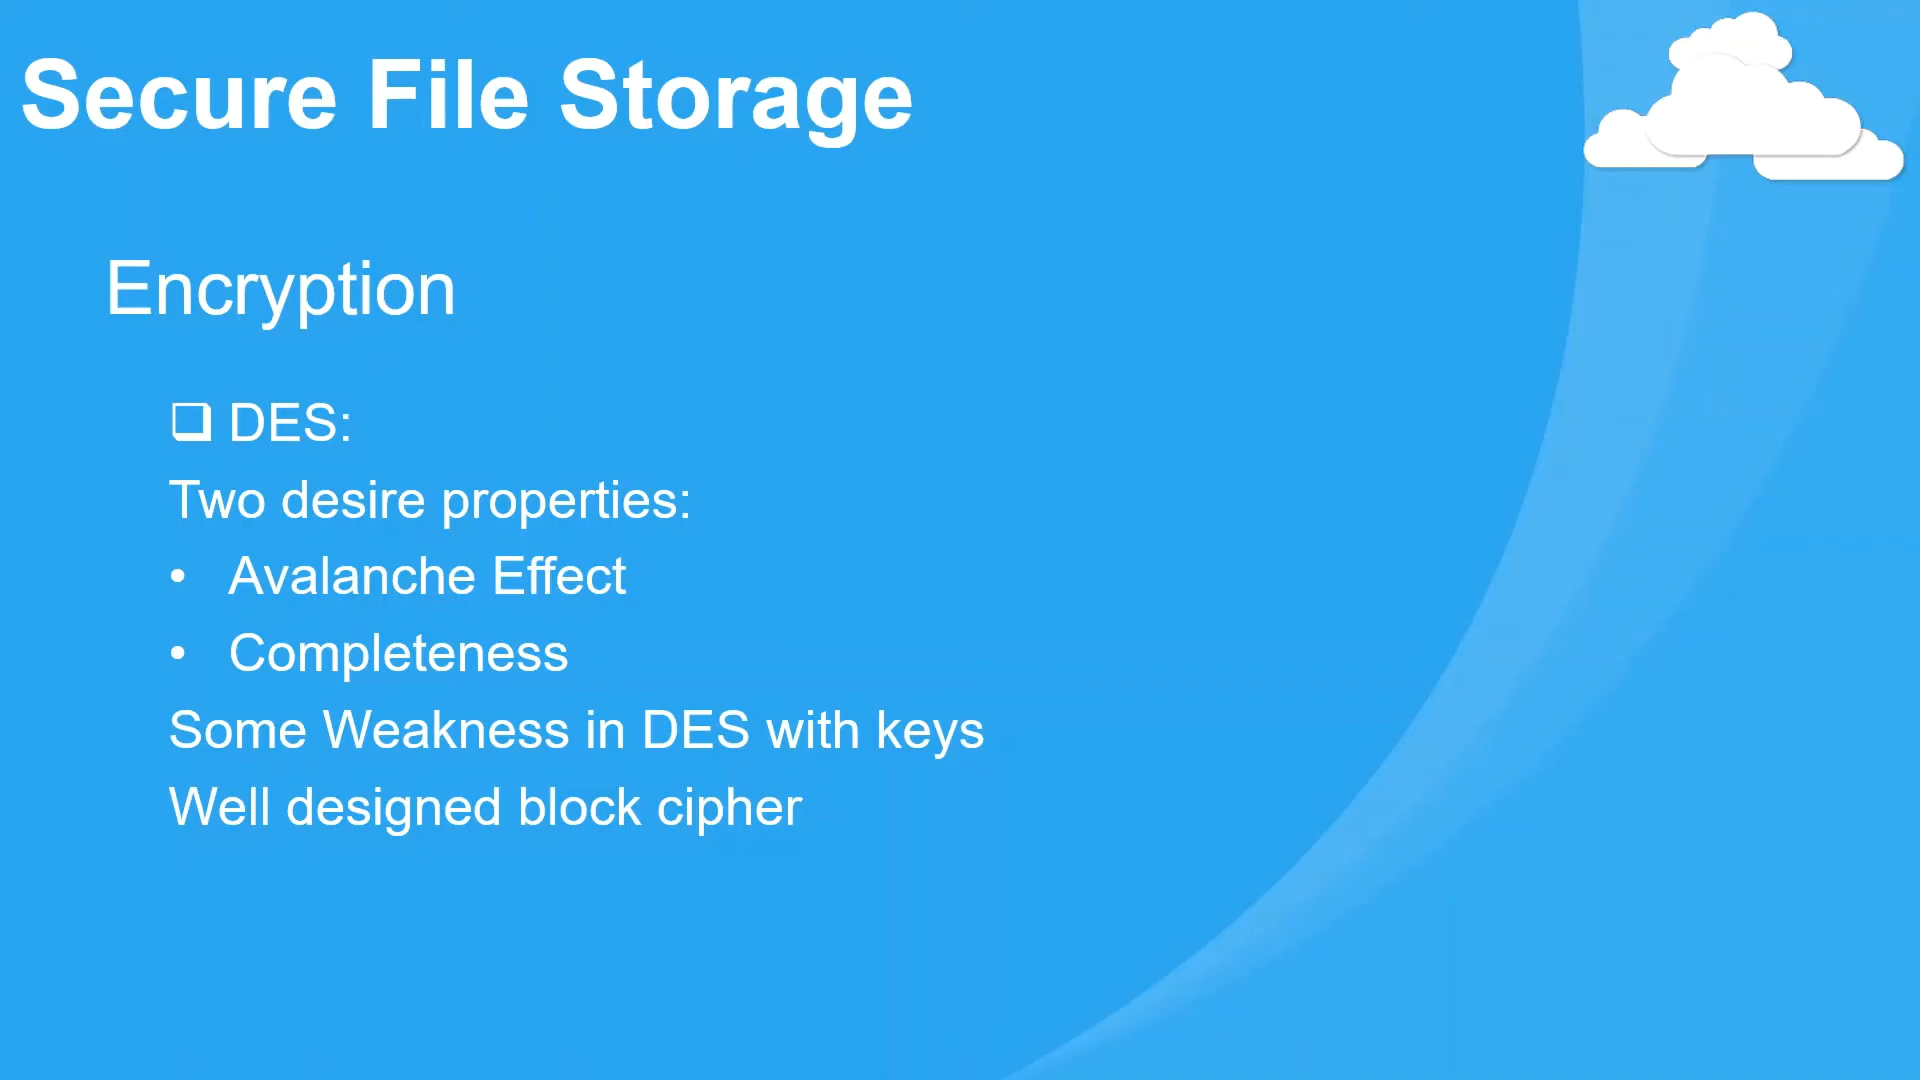 Secure File Storage
Encryption
❑ DES:
Two desire properties:
• Avalanche Effect
• Completeness
Some Weakness in DES with keys
Well designed block cipher